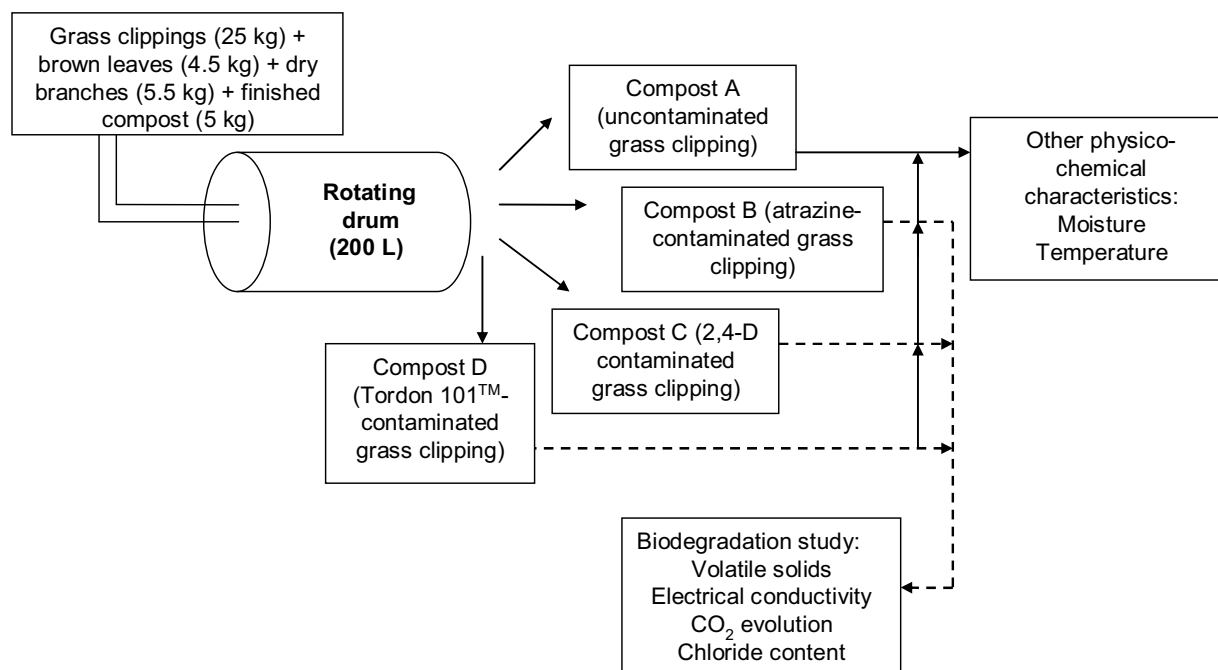 Grass clippings (25 kg) +
brown leaves (4.5 kg) + dry
branches (5.5 kg) + finished
compost (5 kg)
Rotating
drum
(200 L)
Compost A
(uncontaminated
grass clipping)
Compost B (atrazine-
contaminated grass
clipping)
Compost C (2,4-D
contaminated
grass clipping)
Compost D
(Tordon 101™-
contaminated
grass clipping)
Other physico-
chemical
characteristics:
Moisture
Temperature
Biodegradation study:
Volatile solids
Electrical conductivity
CO₂ evolution
Chloride content